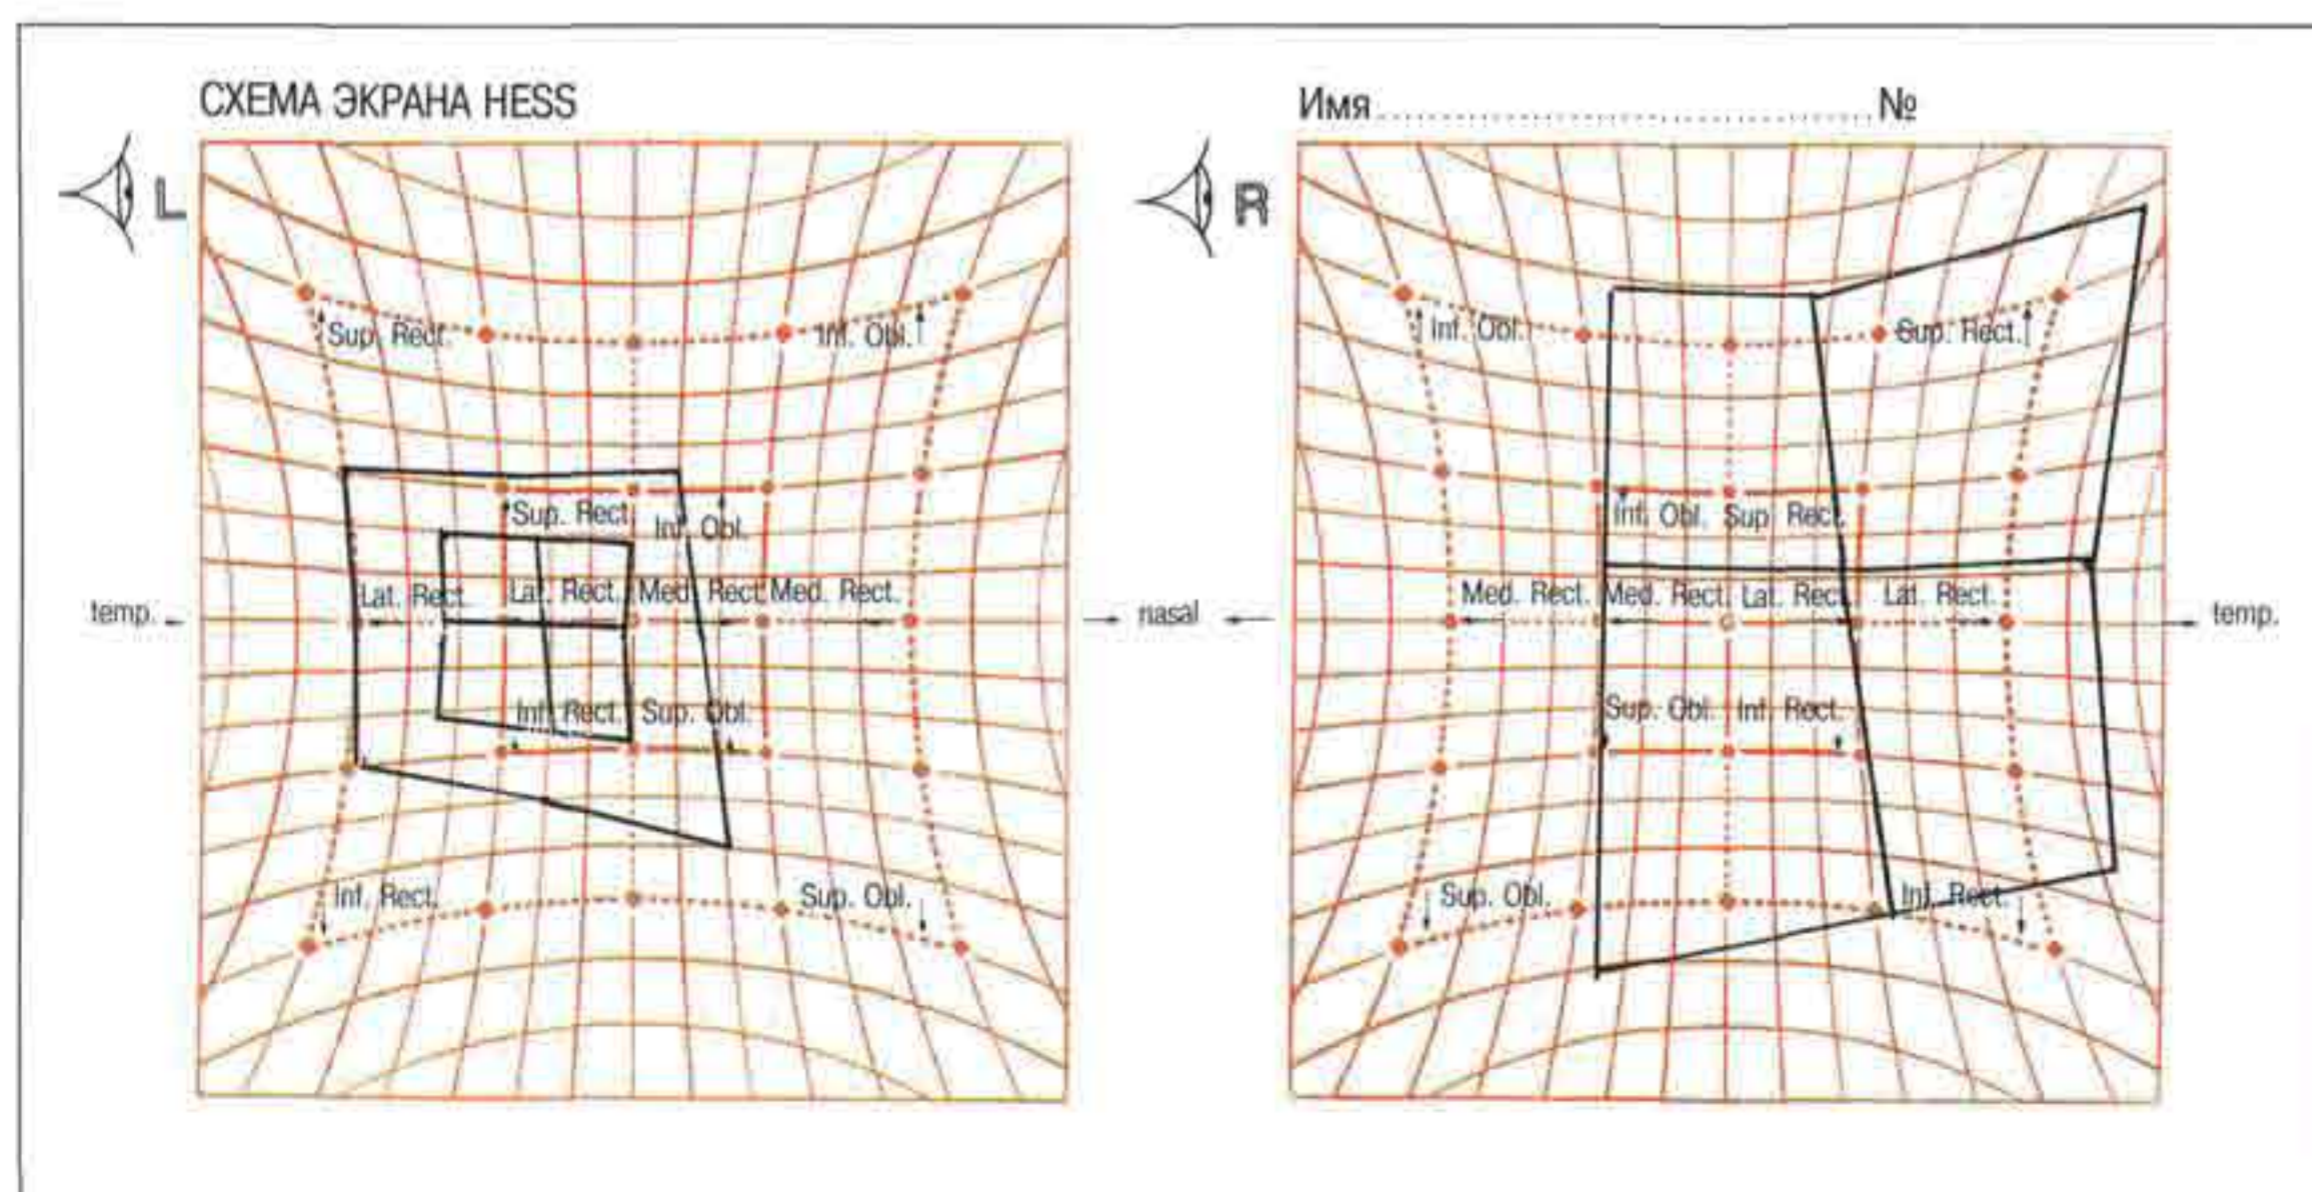 СХЕМА ЭКРАНА HESS
Имя ............................................ №
L
R
Sup. Rect. Inf. Obl.
Inf. Obl. Sup. Rect.
Sup. Rect. Inf. Obl.
Inf. Obl. Sup Rect.
temp. Lat. Rect. Lat. Rect. Med. Rect. Med. Rect.
nasal
Med. Rect. Med. Rect. Lat. Rect. Lat. Rect. temp.
Inf. Rect. Sup. Obl.
Sup. Obl. Inf. Rect.
Inf. Rect. Sup. Obl.
Sup. Obl. Inf. Rect.